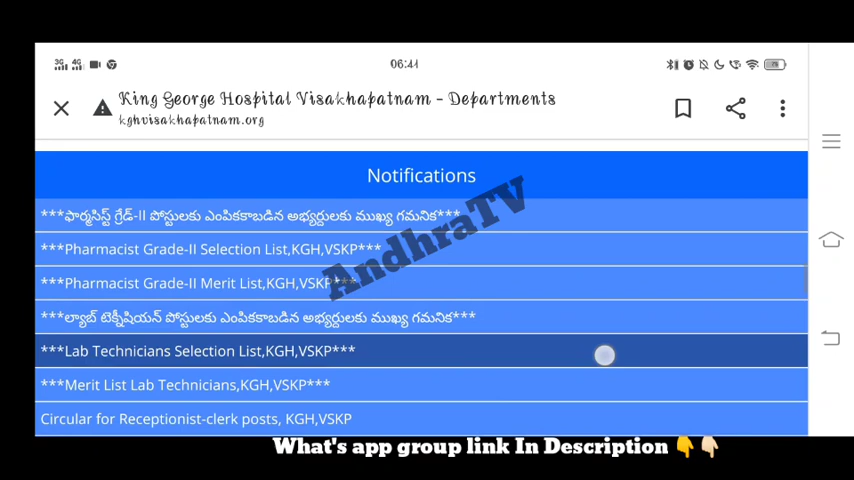 3G 4G 06:44
King George Hospital Visakhapatnam - Departments
kghvisakhapatnam.org
Notifications
***ఫార్మసిస్ట్ గ్రేడ్-II పోస్టులకు ఎంపికకాబడిన అభ్యర్దులకు ముఖ్య గమనిక***
***Pharmacist Grade-II Selection List,KGH,VSKP***
***Pharmacist Grade-II Merit List,KGH,VSKP***
***ల్యాబ్ టెక్నీషియన్ పోస్టులకు ఎంపికకాబడిన అభ్యర్దులకు ముఖ్య గమనిక***
***Lab Technicians Selection List,KGH,VSKP***
***Merit List Lab Technicians,KGH,VSKP***
Circular for Receptionist-clerk posts, KGH,VSKP
AndhraTV
What's app group link In Description 👇👇🏻